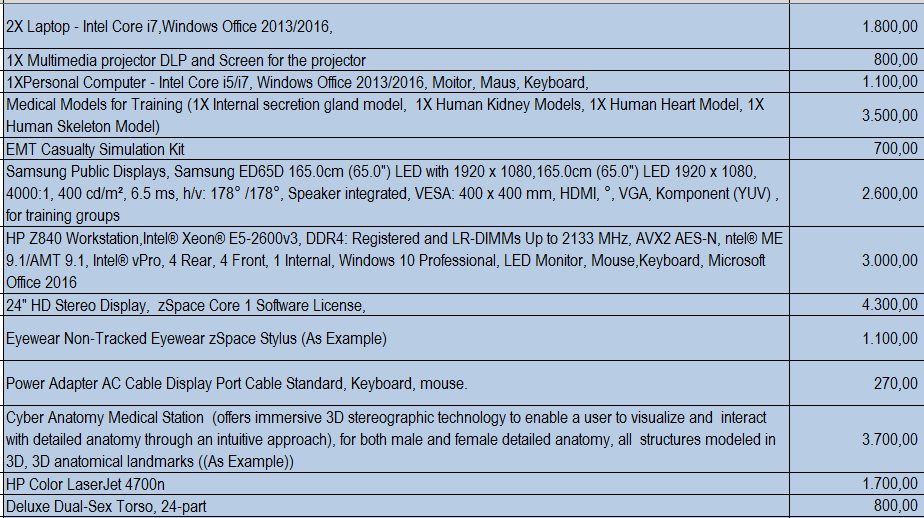 2X Laptop - Intel Core i7,Windows Office 2013/2016, 1.800,00
1X Multimedia projector DLP and Screen for the projector 800,00
1XPersonal Computer - Intel Core i5/i7, Windows Office 2013/2016, Moitor, Maus, Keyboard, 1.100,00
Medical Models for Training (1X Internal secretion gland model, 1X Human Kidney Models, 1X Human Heart Model, 1X
Human Skeleton Model) 3.500,00
EMT Casualty Simulation Kit 700,00
Samsung Public Displays, Samsung ED65D 165.0cm (65.0") LED with 1920 x 1080,165.0cm (65.0") LED 1920 x 1080,
4000:1, 400 cd/m², 6.5 ms, h/v: 178° /178°, Speaker integrated, VESA: 400 x 400 mm, HDMI, °, VGA, Komponent (YUV) , 2.600,00
for training groups
HP Z840 Workstation,Intel® Xeon® E5-2600v3, DDR4: Registered and LR-DIMMs Up to 2133 MHz, AVX2 AES-N, ntel® ME
9.1/AMT 9.1, Intel® vPro, 4 Rear, 4 Front, 1 Internal, Windows 10 Professional, LED Monitor, Mouse,Keyboard, Microsoft 3.000,00
Office 2016
24" HD Stereo Display, zSpace Core 1 Software License, 4.300,00
Eyewear Non-Tracked Eyewear zSpace Stylus (As Example) 1.100,00
Power Adapter AC Cable Display Port Cable Standard, Keyboard, mouse. 270,00
Cyber Anatomy Medical Station (offers immersive 3D stereographic technology to enable a user to visualize and interact
with detailed anatomy through an intuitive approach), for both male and female detailed anatomy, all structures modeled in 3.700,00
3D, 3D anatomical landmarks ((As Example))
HP Color LaserJet 4700n 1.700,00
Deluxe Dual-Sex Torso, 24-part 800,00